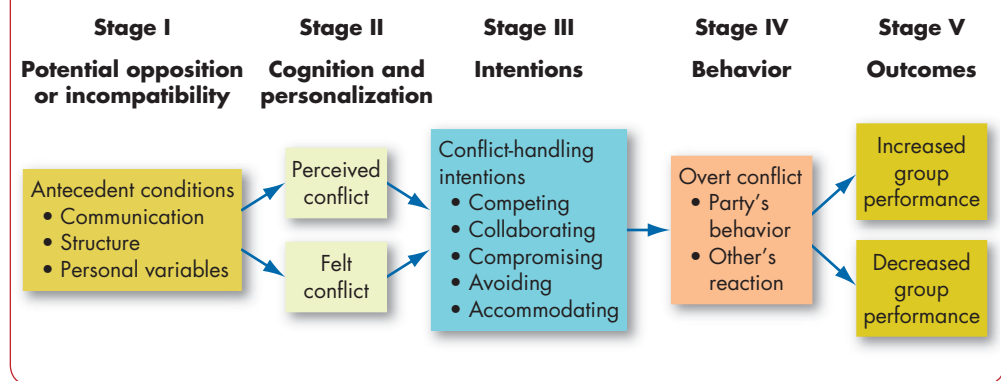 Stage I
Potential opposition
or incompatibility
Stage II
Cognition and
personalization
Stage III
Intentions
Stage IV
Behavior
Stage V
Outcomes
Antecedent conditions
• Communication
• Structure
• Personal variables
Perceived
conflict
Felt
conflict
Conflict-handling
intentions
• Competing
• Collaborating
• Compromising
• Avoiding
• Accommodating
Overt conflict
• Party's
behavior
• Other's
reaction
Increased
group
performance
Decreased
group
performance